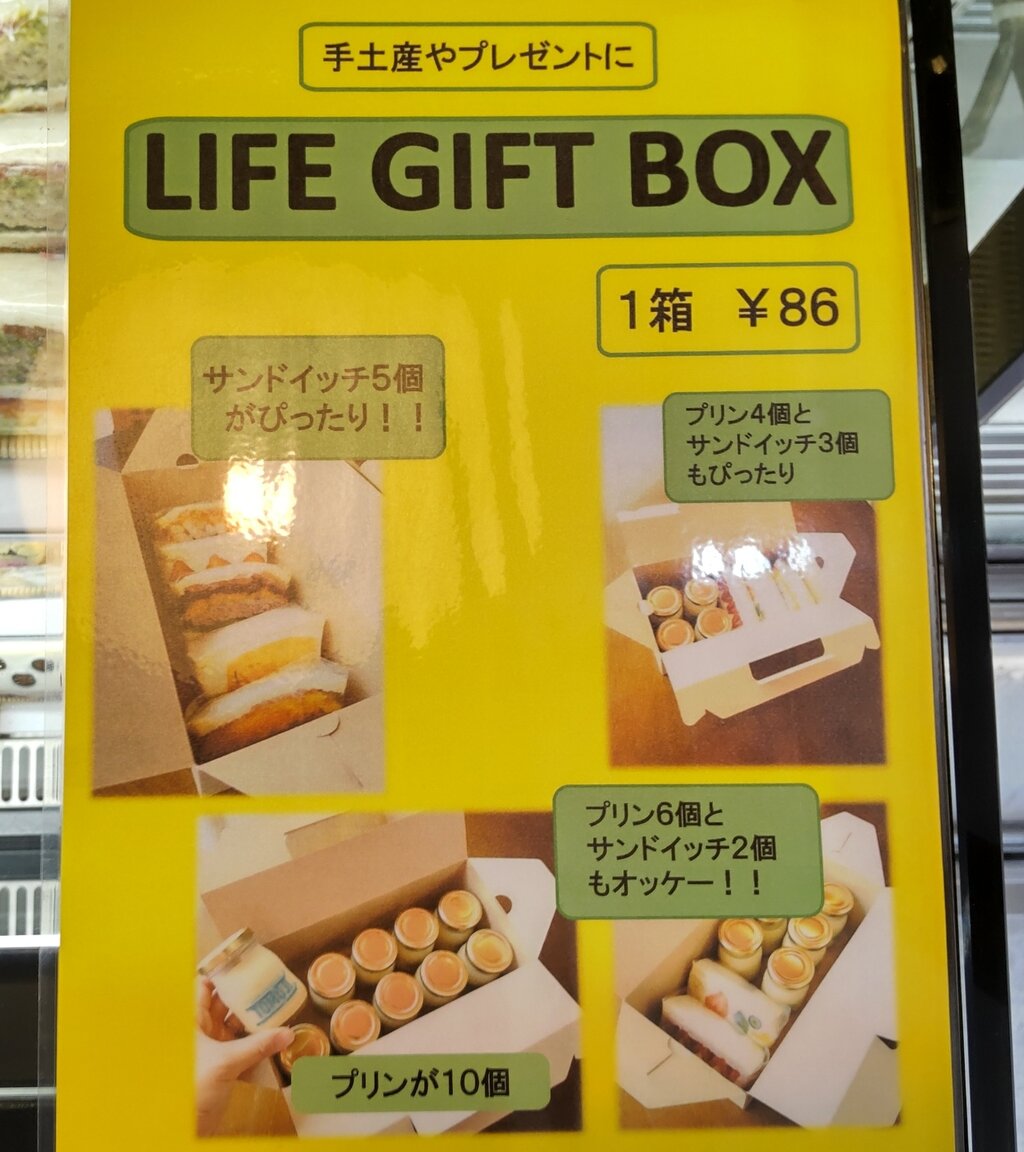 手土産やプレゼントに
LIFE GIFT BOX
1箱 ￥86
サンドイッチ5個
がぴったり！！
プリン4個と
サンドイッチ3個
もぴったり
プリン6個と
サンドイッチ2個
もオッケー！！
プリンが10個